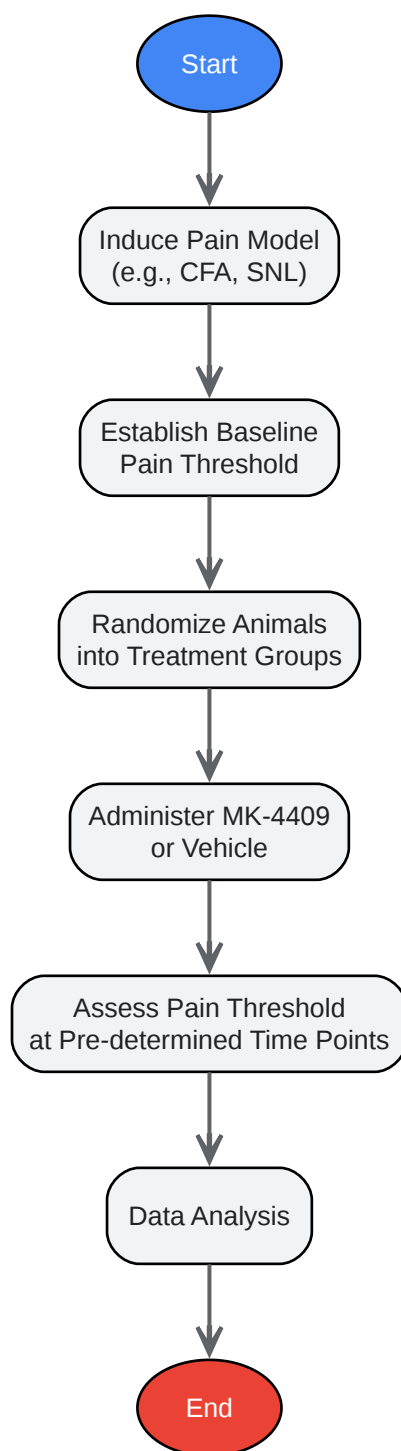 Start
Induce Pain Model
(e.g., CFA, SNL)
Establish Baseline
Pain Threshold
Randomize Animals
into Treatment Groups
Administer MK-4409
or Vehicle
Assess Pain Threshold
at Pre-determined Time Points
Data Analysis
End